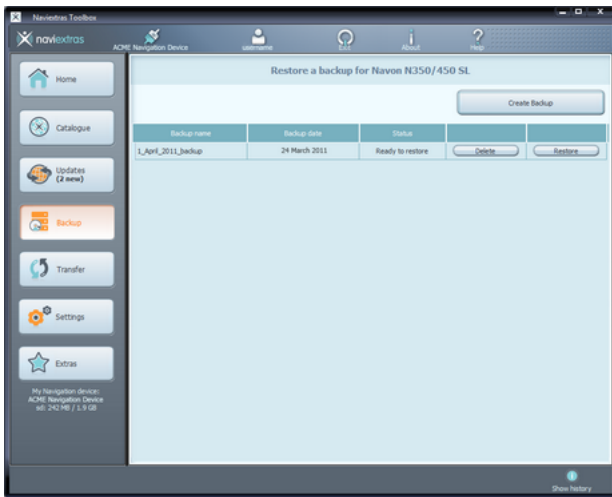 Naviextras Toolbox
naviextras
ACME Navigation Device
username
Exit
About
Help
Home
Catalogue
Updates
(2 new)
Backup
Transfer
Settings
Extras
My Navigation device:
ACME Navigation Device
sd: 242 MB / 1.9 GB
Restore a backup for Navon N350/450 SL
Create Backup
Backup name Backup date Status
1_April_2011_backup 24 March 2011 Ready to restore Delete Restore
Show history